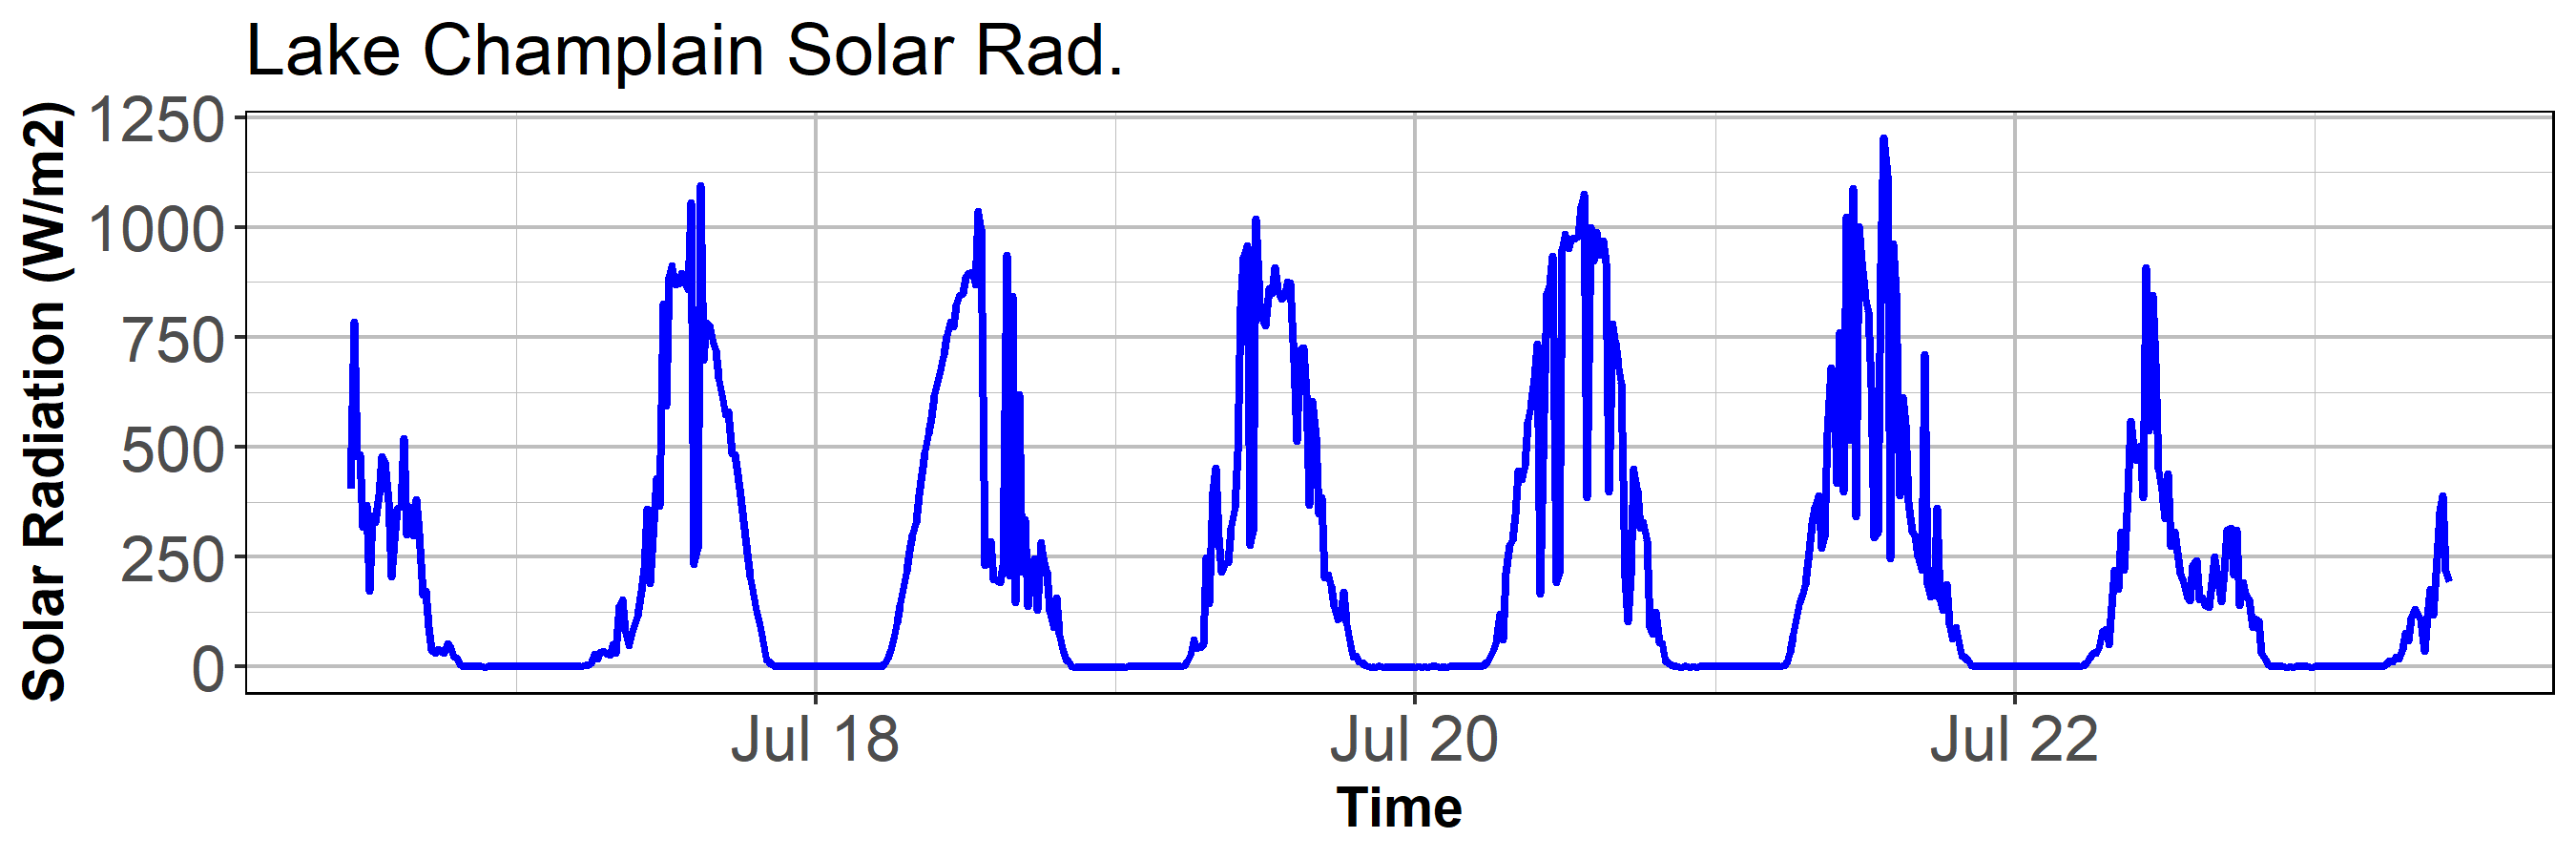 Lake Champlain Solar Rad.
Solar Radiation (W/m2)
1250
1000
750
500
250
0
Jul 18
Jul 20
Jul 22
Time